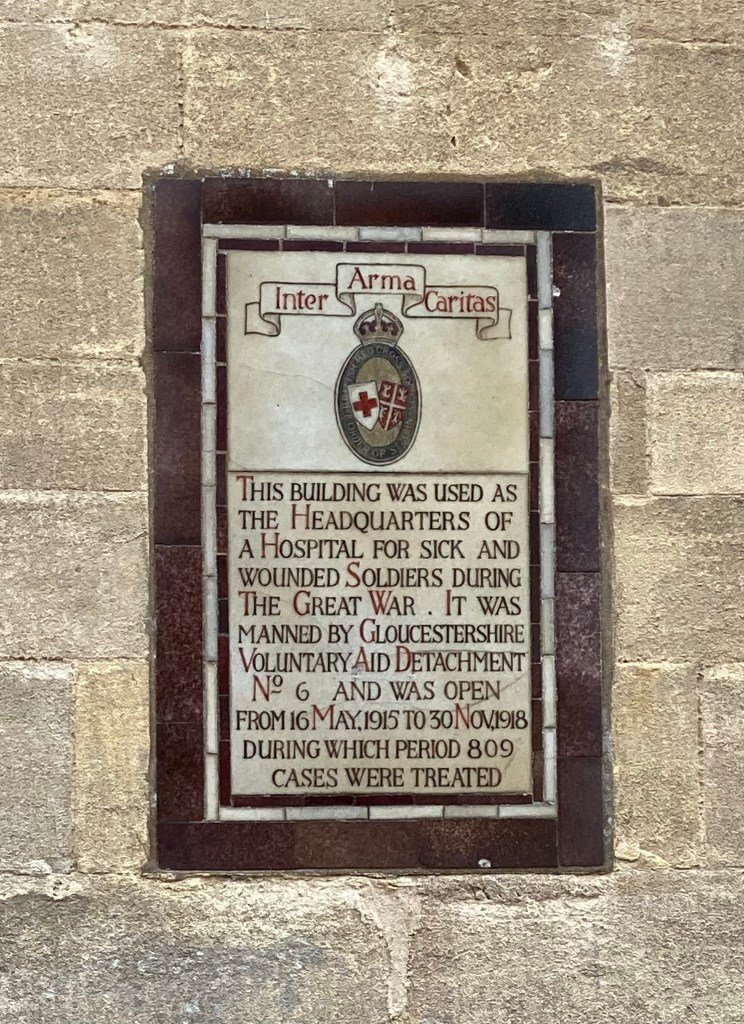 Inter Arma Caritas
THIS BUILDING WAS USED AS
THE HEADQUARTERS OF
A HOSPITAL FOR SICK AND
WOUNDED SOLDIERS DURING
THE GREAT WAR . IT WAS
MANNED BY GLOUCESTERSHIRE
VOLUNTARY AID DETACHMENT
Nº 6 AND WAS OPEN
FROM 16 MAY, 1915 TO 30 NOV, 1918
DURING WHICH PERIOD 809
CASES WERE TREATED